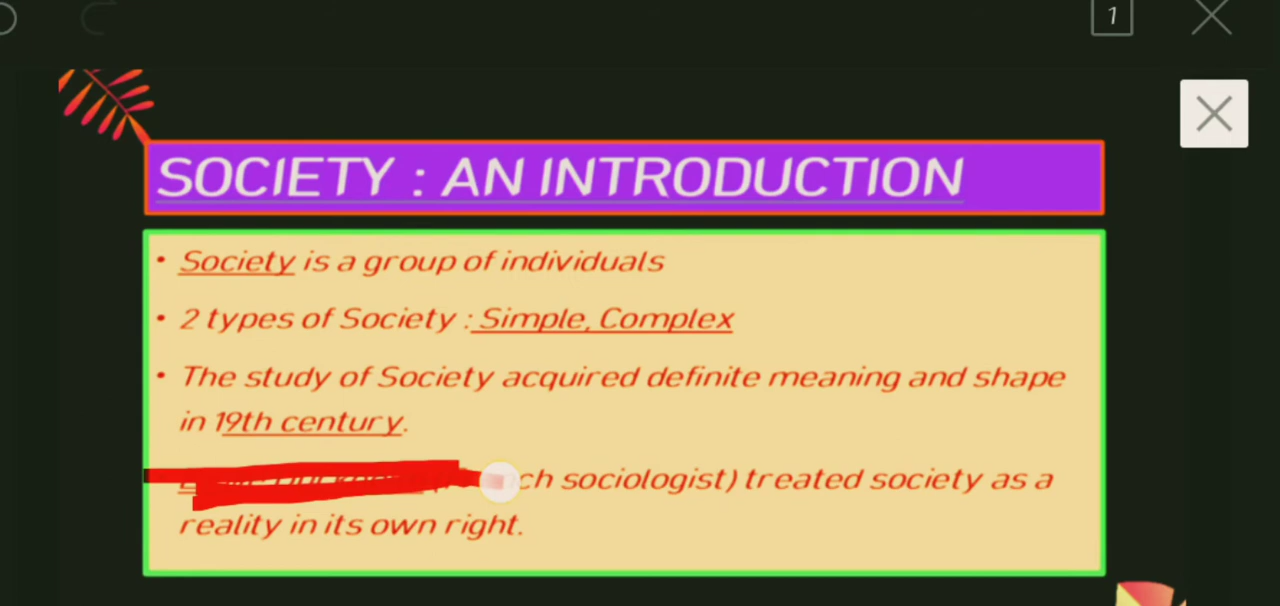 1
SOCIETY : AN INTRODUCTION
• Society is a group of individuals
• 2 types of Society : Simple, Complex
• The study of Society acquired definite meaning and shape
in 19th century.
sociologist) treated society as a
reality in its own right.